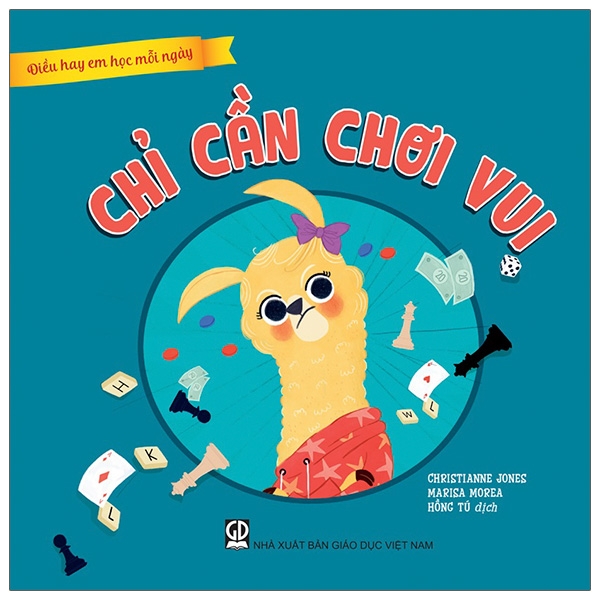 Điều hay em học mỗi ngày
CHỈ CẦN CHƠI VUI
H
K
L
W
L
CHRISTIANNE JONES
MARISA MOREA
HỒNG TÚ dịch
GD
NHÀ XUẤT BẢN GIÁO DỤC VIỆT NAM